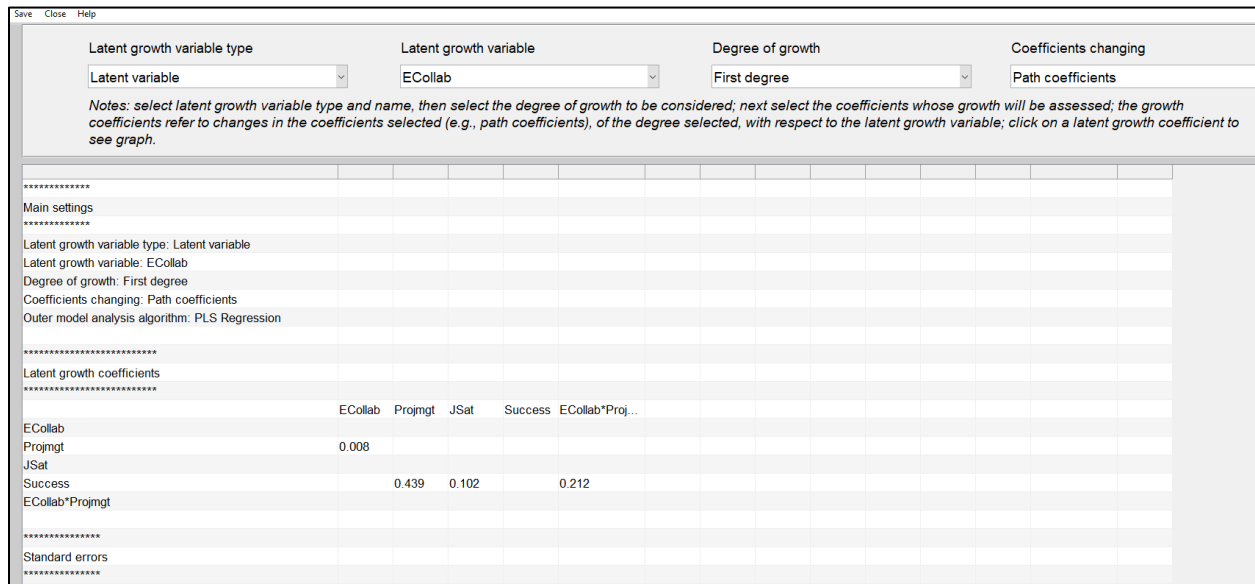 Save Close Help
Latent growth variable type Latent growth variable Degree of growth Coefficients changing
Latent variable ECollab First degree Path coefficients
Notes: select latent growth variable type and name, then select the degree of growth to be considered; next select the coefficients whose growth will be assessed; the growth
coefficients refer to changes in the coefficients selected (e.g., path coefficients), of the degree selected, with respect to the latent growth variable; click on a latent growth coefficient to
see graph.
*************
Main settings
*************
Latent growth variable type: Latent variable
Latent growth variable: ECollab
Degree of growth: First degree
Coefficients changing: Path coefficients
Outer model analysis algorithm: PLS Regression
**************************
Latent growth coefficients
**************************
ECollab Projmgt JSat Success ECollab*Proj...
ECollab
Projmgt 0.008
JSat
Success 0.439 0.102 0.212
ECollab*Projmgt
***************
Standard errors
***************